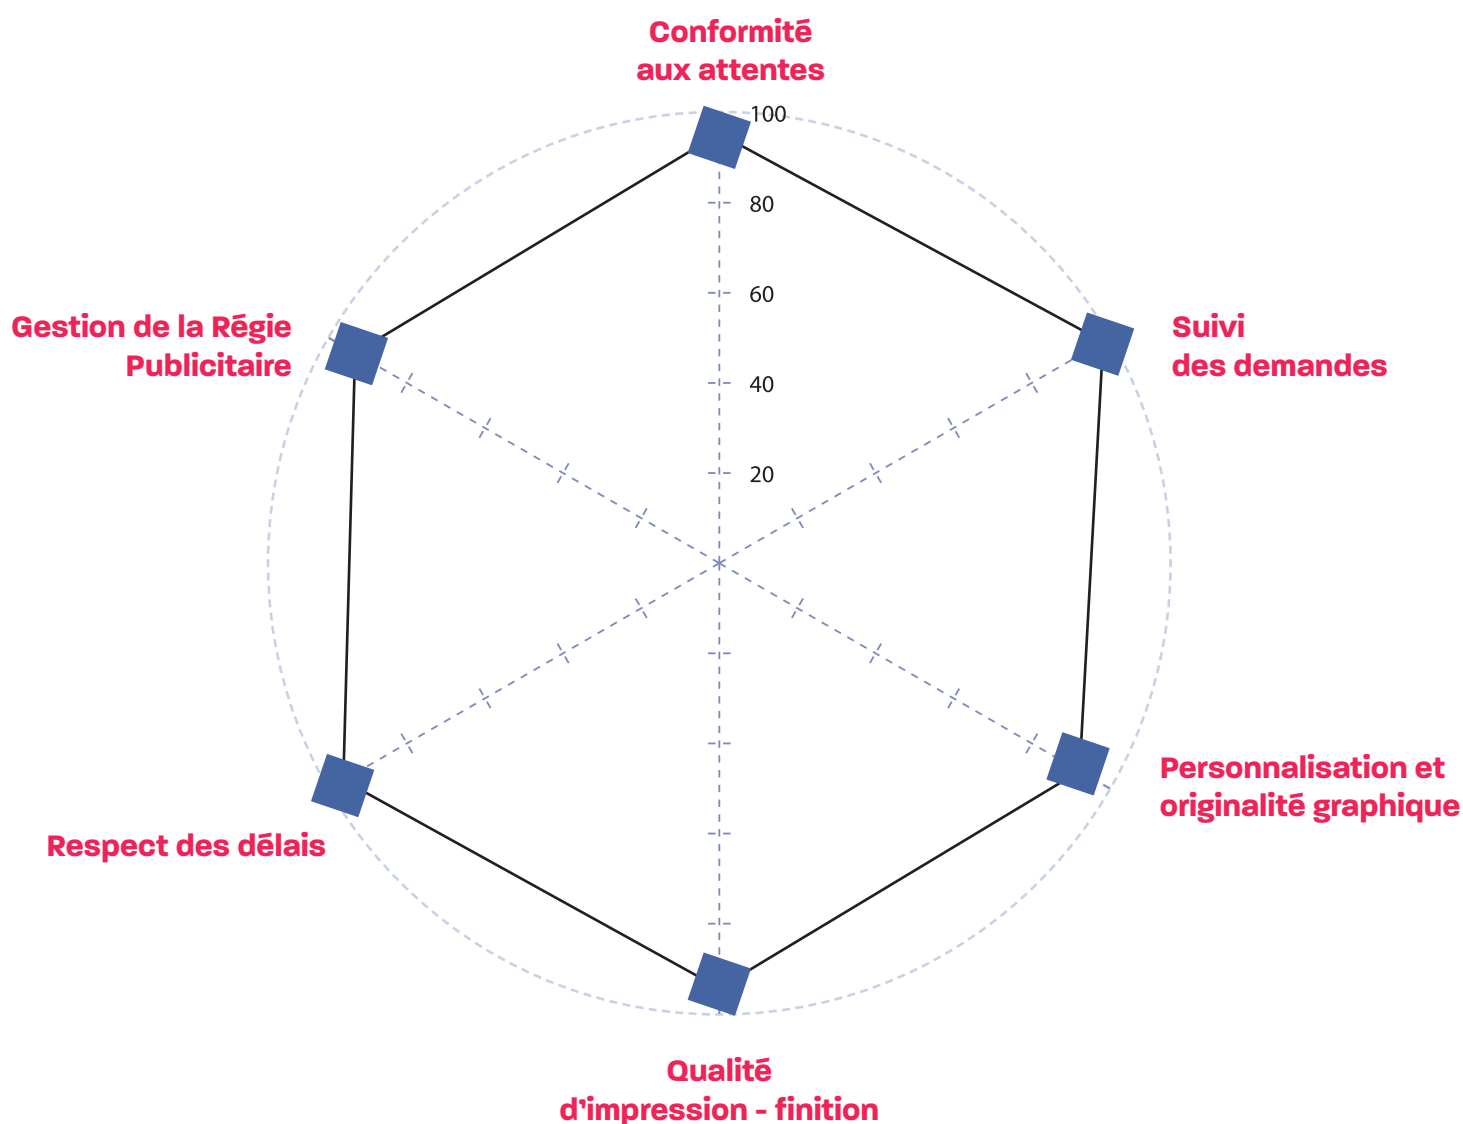 Conformité
aux attentes
100
80
60
40
20
Gestion de la Régie
Publicitaire
Suivi
des demandes
Personnalisation et
originalité graphique
Respect des délais
Qualité
d’impression - finition